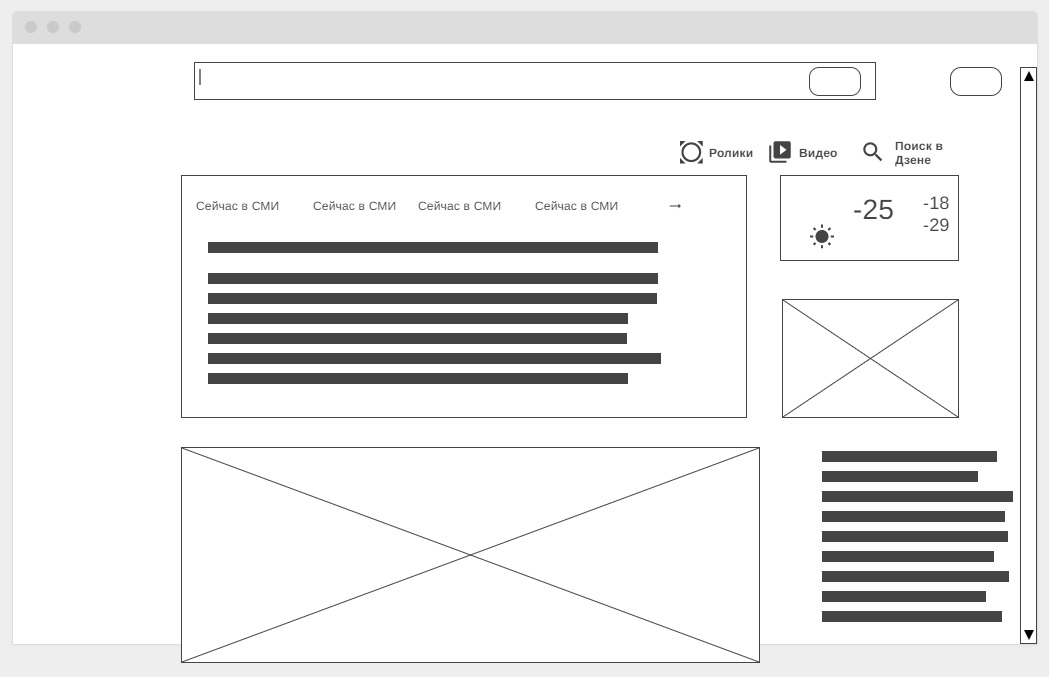 Ролики
Видео
Поиск в
Дзене
Сейчас в СМИ
Сейчас в СМИ
Сейчас в СМИ
Сейчас в СМИ
-25
-18
-29